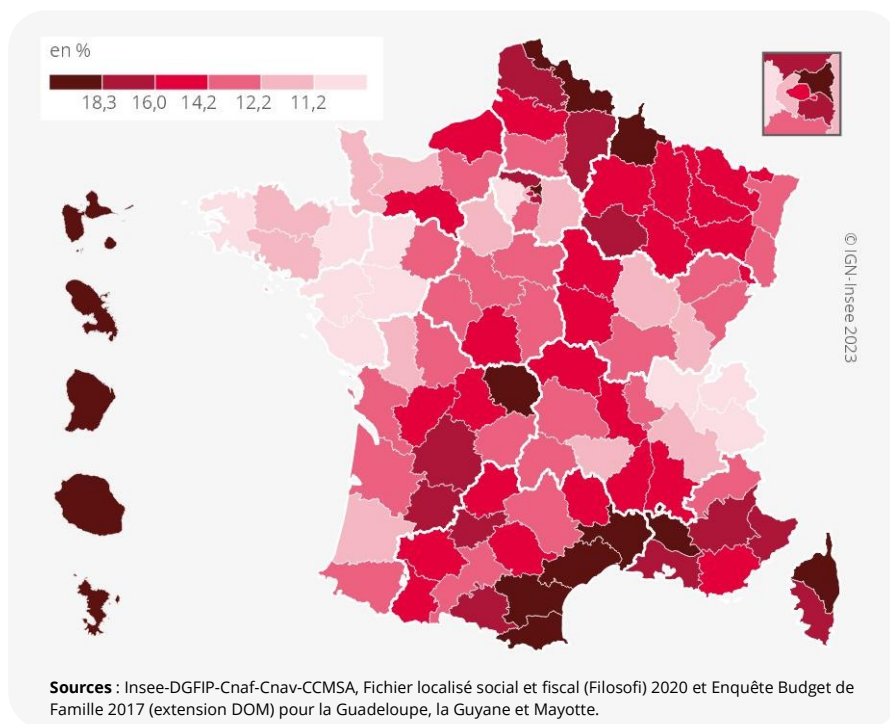 en %
18,3 16,0 14,2 12,2 11,2
© IGN-Insee 2023
Sources : Insee-DGFIP-Cnaf-Cnav-CCMSA, Fichier localisé social et fiscal (Filosofi) 2020 et Enquête Budget de
Famille 2017 (extension DOM) pour la Guadeloupe, la Guyane et Mayotte.